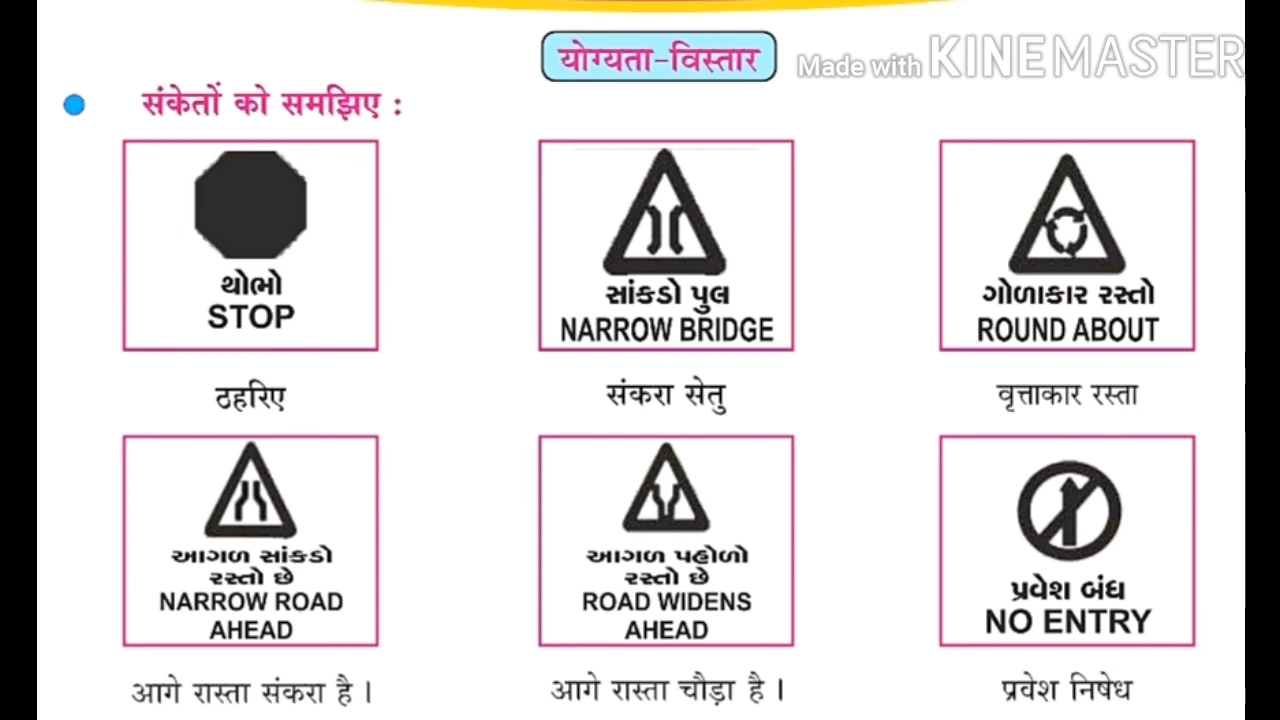 योग्यता-विस्तार
Made with KINEMASTER
संकेतों को समझिए :
થોભો
STOP
સાંકડો પુલ
NARROW BRIDGE
ગોળાકાર રસ્તો
ROUND ABOUT
ठहरिए
संकरा सेतु
वृत्ताकार रस्ता
આગળ સાંકડો
રસ્તો છે
NARROW ROAD
AHEAD
આગળ પહોળો
રસ્તો છે
ROAD WIDENS
AHEAD
પ્રવેશ બંધ
NO ENTRY
आगे रास्ता संकरा है ।
आगे रास्ता चौड़ा है ।
प्रवेश निषेध